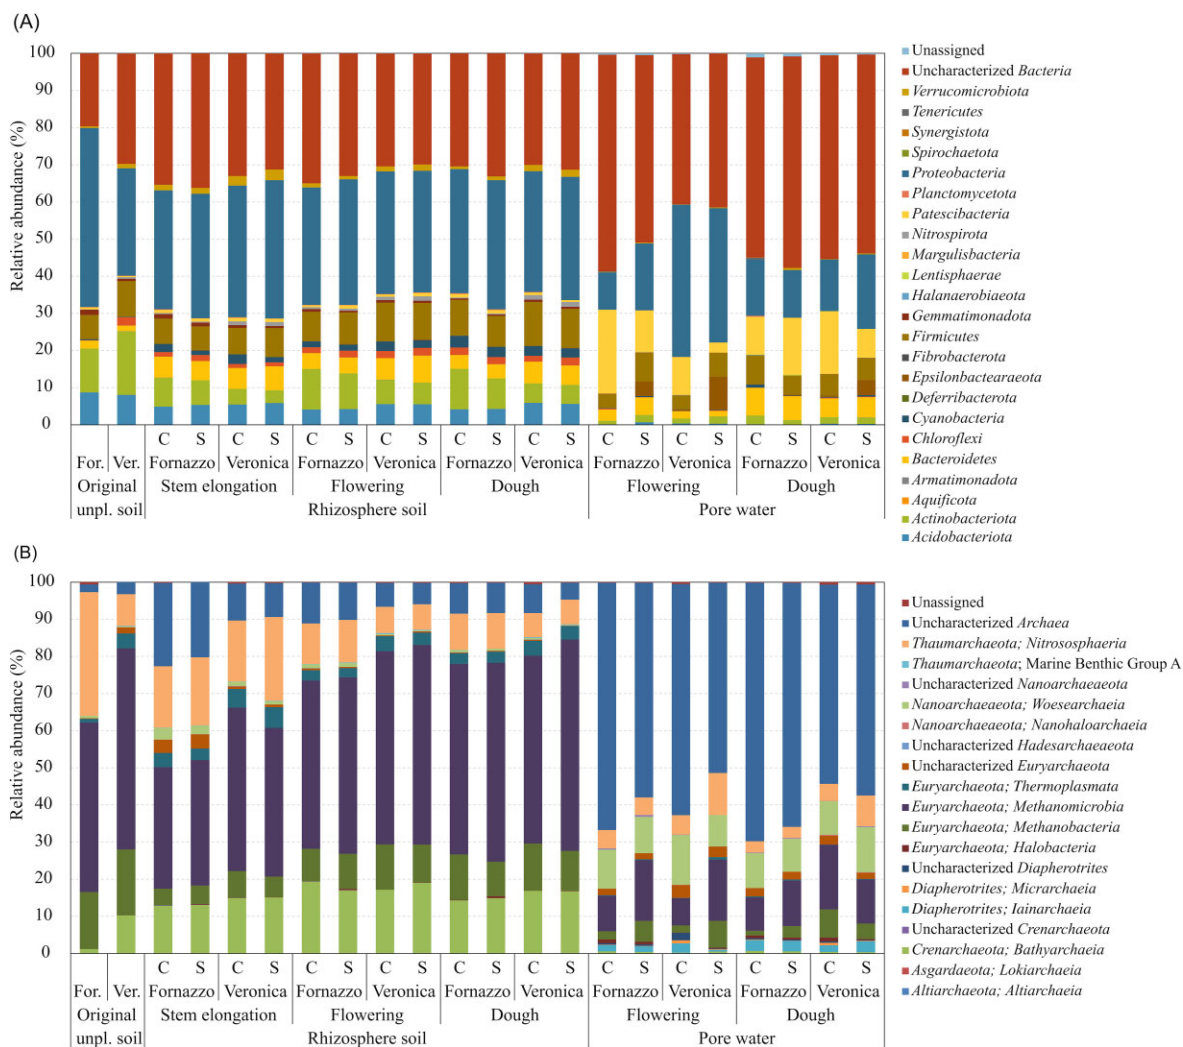 (A)
Relative abundance (%)
100
90
80
70
60
50
40
30
20
10
0
C S C S C S C S C S C S C S C S C S C S
For. Ver. Fornazzo Veronica Fornazzo Veronica Fornazzo Veronica Fornazzo Veronica Fornazzo Veronica
Original Stem elongation Flowering Dough Flowering Dough
unpl. soil Rhizosphere soil Pore water
Unassigned
Uncharacterized Bacteria
Verrucomicrobiota
Tenericutes
Synergistota
Spirochaetota
Proteobacteria
Planctomycetota
Patescibacteria
Nitrospirota
Margulisbacteria
Lentisphaerae
Halanaerobiaeota
Gemmatimonadota
Firmicutes
Fibrobacterota
Epsilonbactearaeota
Deferribacterota
Cyanobacteria
Chloroflexi
Bacteroidetes
Armatimonadota
Aquificota
Actinobacteriota
Acidobacteriota
(B)
Relative abundance (%)
100
90
80
70
60
50
40
30
20
10
0
C S C S C S C S C S C S C S C S C S C S
For. Ver. Fornazzo Veronica Fornazzo Veronica Fornazzo Veronica Fornazzo Veronica Fornazzo Veronica
Original Stem elongation Flowering Dough Flowering Dough
unpl. soil Rhizosphere soil Pore water
Unassigned
Uncharacterized Archaea
Thaumarchaeota; Nitrososphaeria
Thaumarchaeota; Marine Benthic Group A
Uncharacterized Nanoarchaeaeota
Nanoarchaeaeota; Woesearchaeia
Nanoarchaeaeota; Nanohaloarchaeia
Uncharacterized Hadesarchaeaeota
Uncharacterized Euryarchaeota
Euryarchaeota; Thermoplasmata
Euryarchaeota; Methanomicrobia
Euryarchaeota; Methanobacteria
Euryarchaeota; Halobacteria
Uncharacterized Diapherotrites
Diapherotrites; Micrarchaeia
Diapherotrites; Iainarchaeia
Uncharacterized Crenarchaeota
Crenarchaeota; Bathyarchaeia
Asgardaeota; Lokiarchaeia
Altiarchaeota; Altiarchaeia